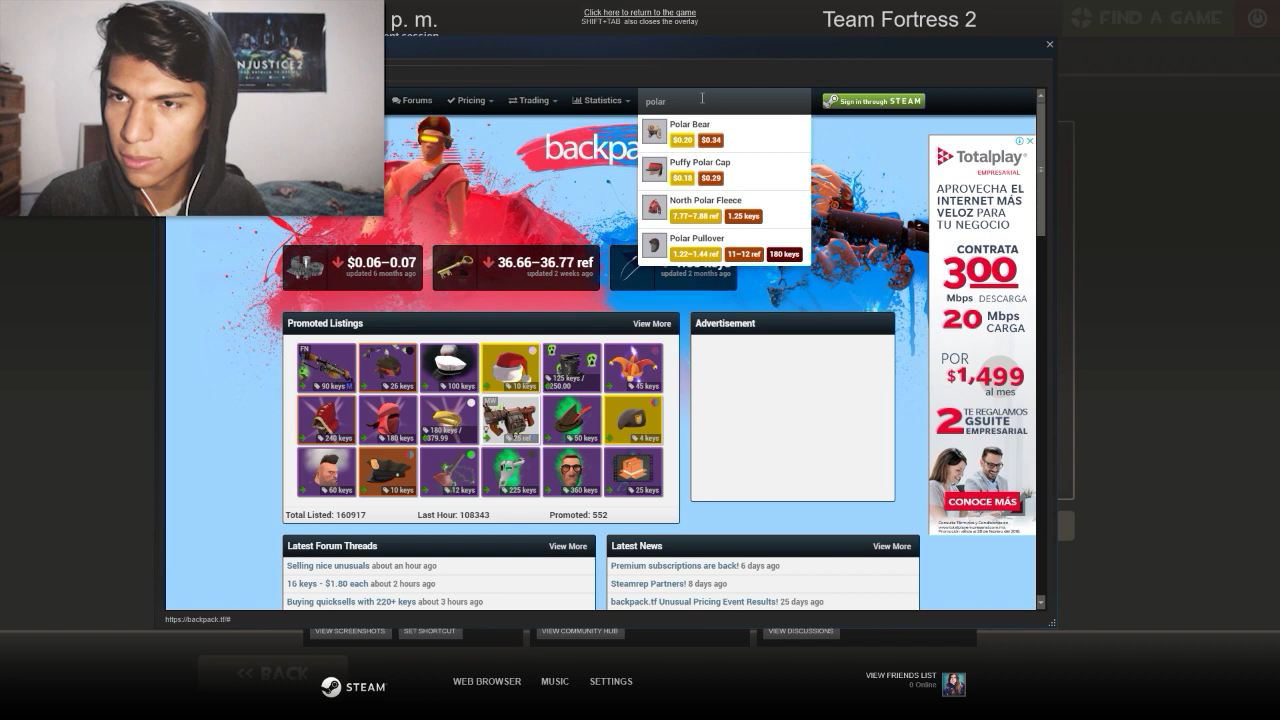 p. m.
Click here to return to the game
SHIFT+TAB also closes the overlay
Team Fortress 2
FIND A GAME
NJUSTICE2
Forums
Pricing
Trading
Statistics
polar
Sign in through STEAM
Polar Bear
$0.20 $0.34
Puffy Polar Cap
$0.18 $0.29
North Polar Fleece
7.77–7.88 ref 1.25 keys
Polar Pullover
1.22–1.44 ref 11–12 ref 180 keys
backpa
$0.06–0.07
updated 6 months ago
36.66–36.77 ref
updated 2 weeks ago
updated 2 months ago
Promoted Listings
View More
Advertisement
FN
90 keys M
26 keys
100 keys
10 keys
125 keys /
250.00
45 keys
240 keys
180 keys
180 keys /
379.99
MW
25 ref
50 keys
4 keys
60 keys
10 keys
12 keys
225 keys
360 keys
25 keys
Total Listed: 160917
Last Hour: 108343
Promoted: 552
Latest Forum Threads
View More
Selling nice unusuals about an hour ago
16 keys - $1.80 each about 2 hours ago
Buying quicksells with 220+ keys about 3 hours ago
Latest News
View More
Premium subscriptions are back! 6 days ago
Steamrep Partners! 8 days ago
backpack.tf Unusual Pricing Event Results! 25 days ago
Totalplay
EMPRESARIAL
APROVECHA EL
INTERNET MÁS
VELOZ PARA
TU NEGOCIO
CONTRATA
300
Mbps DESCARGA
20 Mbps
CARGA
POR
$1,499
al mes
2 TE REGALAMOS
GSUITE
EMPRESARIAL
CONOCE MÁS
https://backpack.tf/#
VIEW SCREENSHOTS
SET SHORTCUT
VIEW COMMUNITY HUB
VIEW DISCUSSIONS
<< BACK
STEAM
WEB BROWSER
MUSIC
SETTINGS
VIEW FRIENDS LIST
0 Online